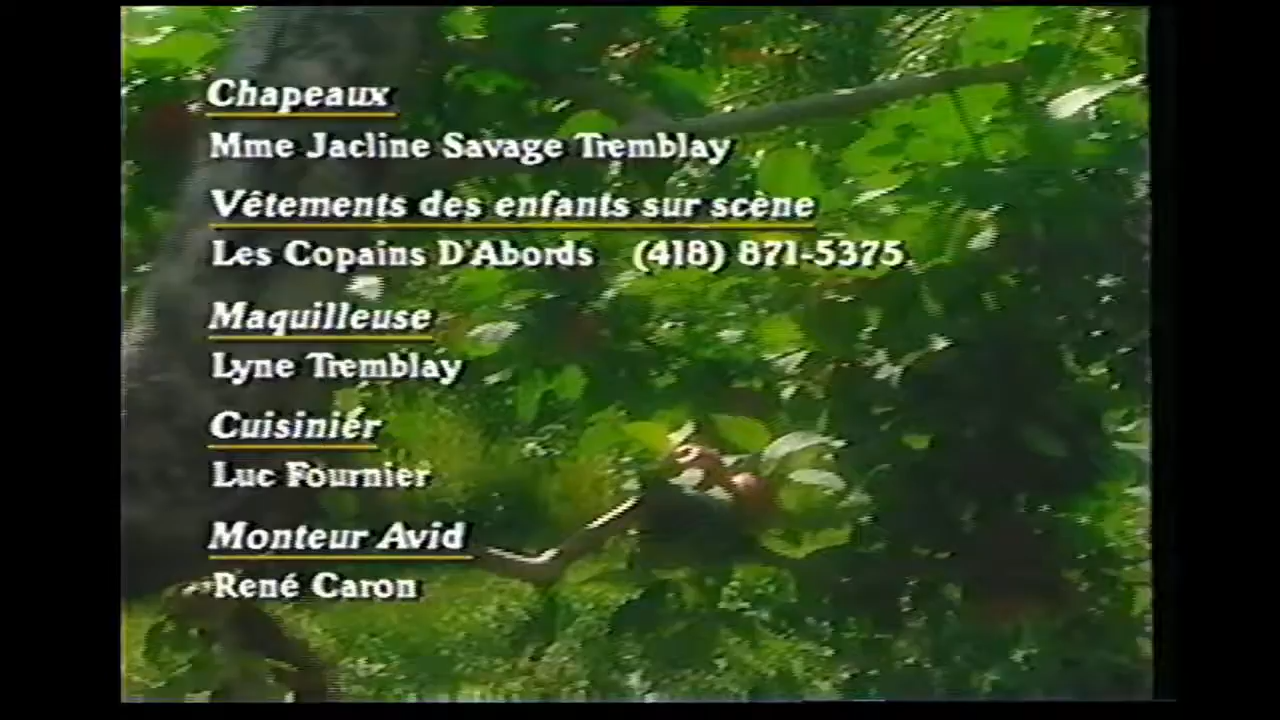 Chapeaux
Mme Jacline Savage Tremblay
Vêtements des enfants sur scène
Les Copains D'Abords (418) 871-5375
Maquilleuse
Lyne Tremblay
Cuisinier
Luc Fournier
Monteur Avid
René Caron